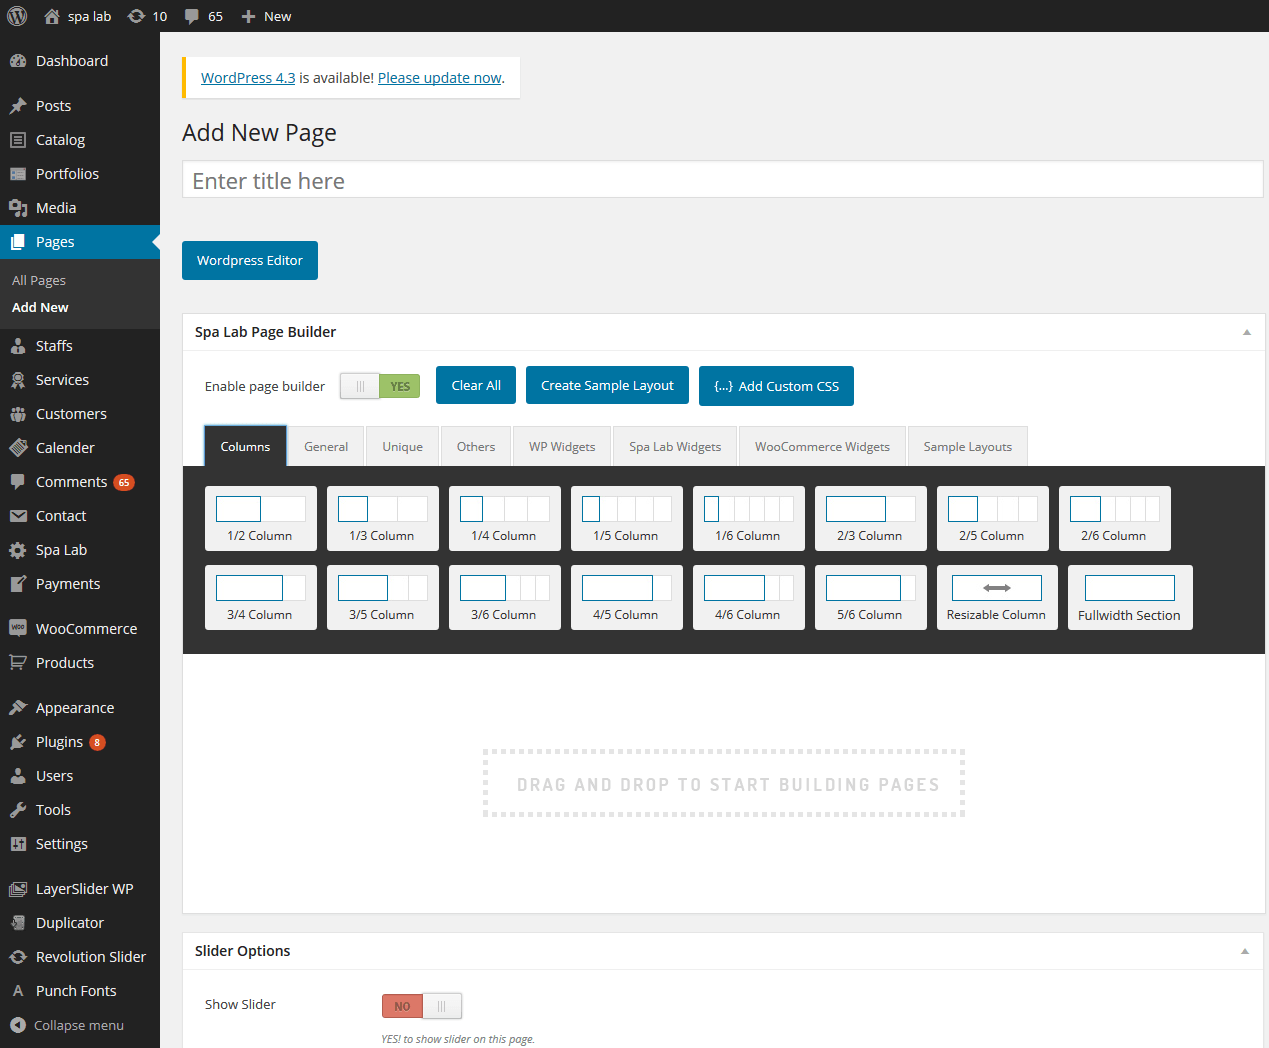 spa lab 10 65 New
Dashboard
Posts
Catalog
Portfolios
Media
Pages
All Pages
Add New
Staffs
Services
Customers
Calender
Comments 65
Contact
Spa Lab
Payments
WooCommerce
Products
Appearance
Plugins 8
Users
Tools
Settings
LayerSlider WP
Duplicator
Revolution Slider
Punch Fonts
Collapse menu
WordPress 4.3 is available! Please update now.
Add New Page
Enter title here
Wordpress Editor
Spa Lab Page Builder
Enable page builder YES Clear All Create Sample Layout {...} Add Custom CSS
Columns General Unique Others WP Widgets Spa Lab Widgets WooCommerce Widgets Sample Layouts
1/2 Column 1/3 Column 1/4 Column 1/5 Column 1/6 Column 2/3 Column 2/5 Column 2/6 Column
3/4 Column 3/5 Column 3/6 Column 4/5 Column 4/6 Column 5/6 Column Resizable Column Fullwidth Section
DRAG AND DROP TO START BUILDING PAGES
Slider Options
Show Slider NO
YES! to show slider on this page.